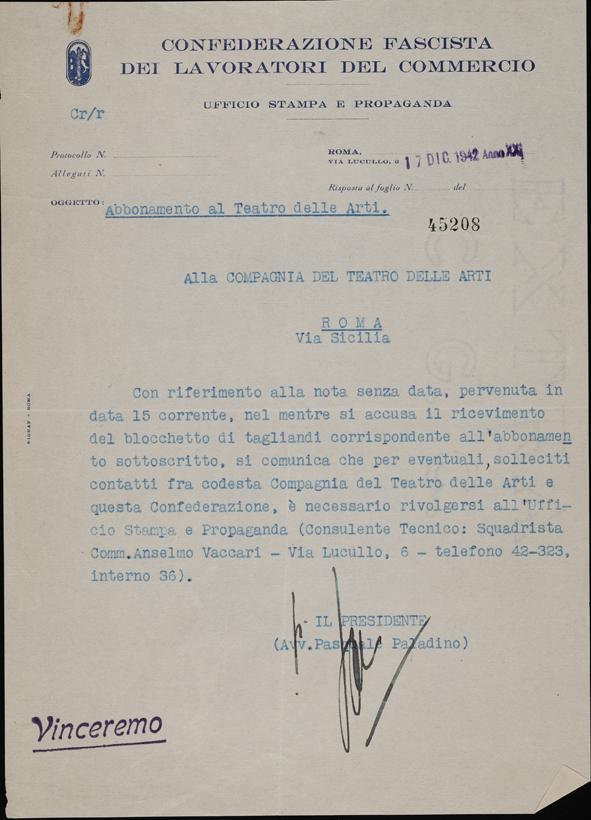 CONFEDERAZIONE FASCISTA
DEI LAVORATORI DEL COMMERCIO
UFFICIO STAMPA E PROPAGANDA
Cr/r
Protocollo N.
Allegati N.
ROMA,
VIA LUCULLO, 6 17 DIC. 1942 Anno XXI
Risposta al foglio N. del
OGGETTO: Abbonamento al Teatro delle Arti.
45208
Alla COMPAGNIA DEL TEATRO DELLE ARTI
ROMA
Via Sicilia
Con riferimento alla nota senza data, pervenuta in
data 15 corrente, nel mentre si accusa il ricevimento
del blocchetto di tagliandi corrispondente all'abbonamen
to sottoscritto, si comunica che per eventuali,solleciti
contatti fra codesta Compagnia del Teatro delle Arti e
questa Confederazione, è necessario rivolgersi all'Uffi-
cio Stampa e Propaganda (Consulente Tecnico: Squadrista
Comm.Anselmo Vaccari - Via Lucullo, 6 - telefono 42-323,
interno 36).
IL PRESIDENTE
(Avv.Pasquale Paladino)
Vinceremo